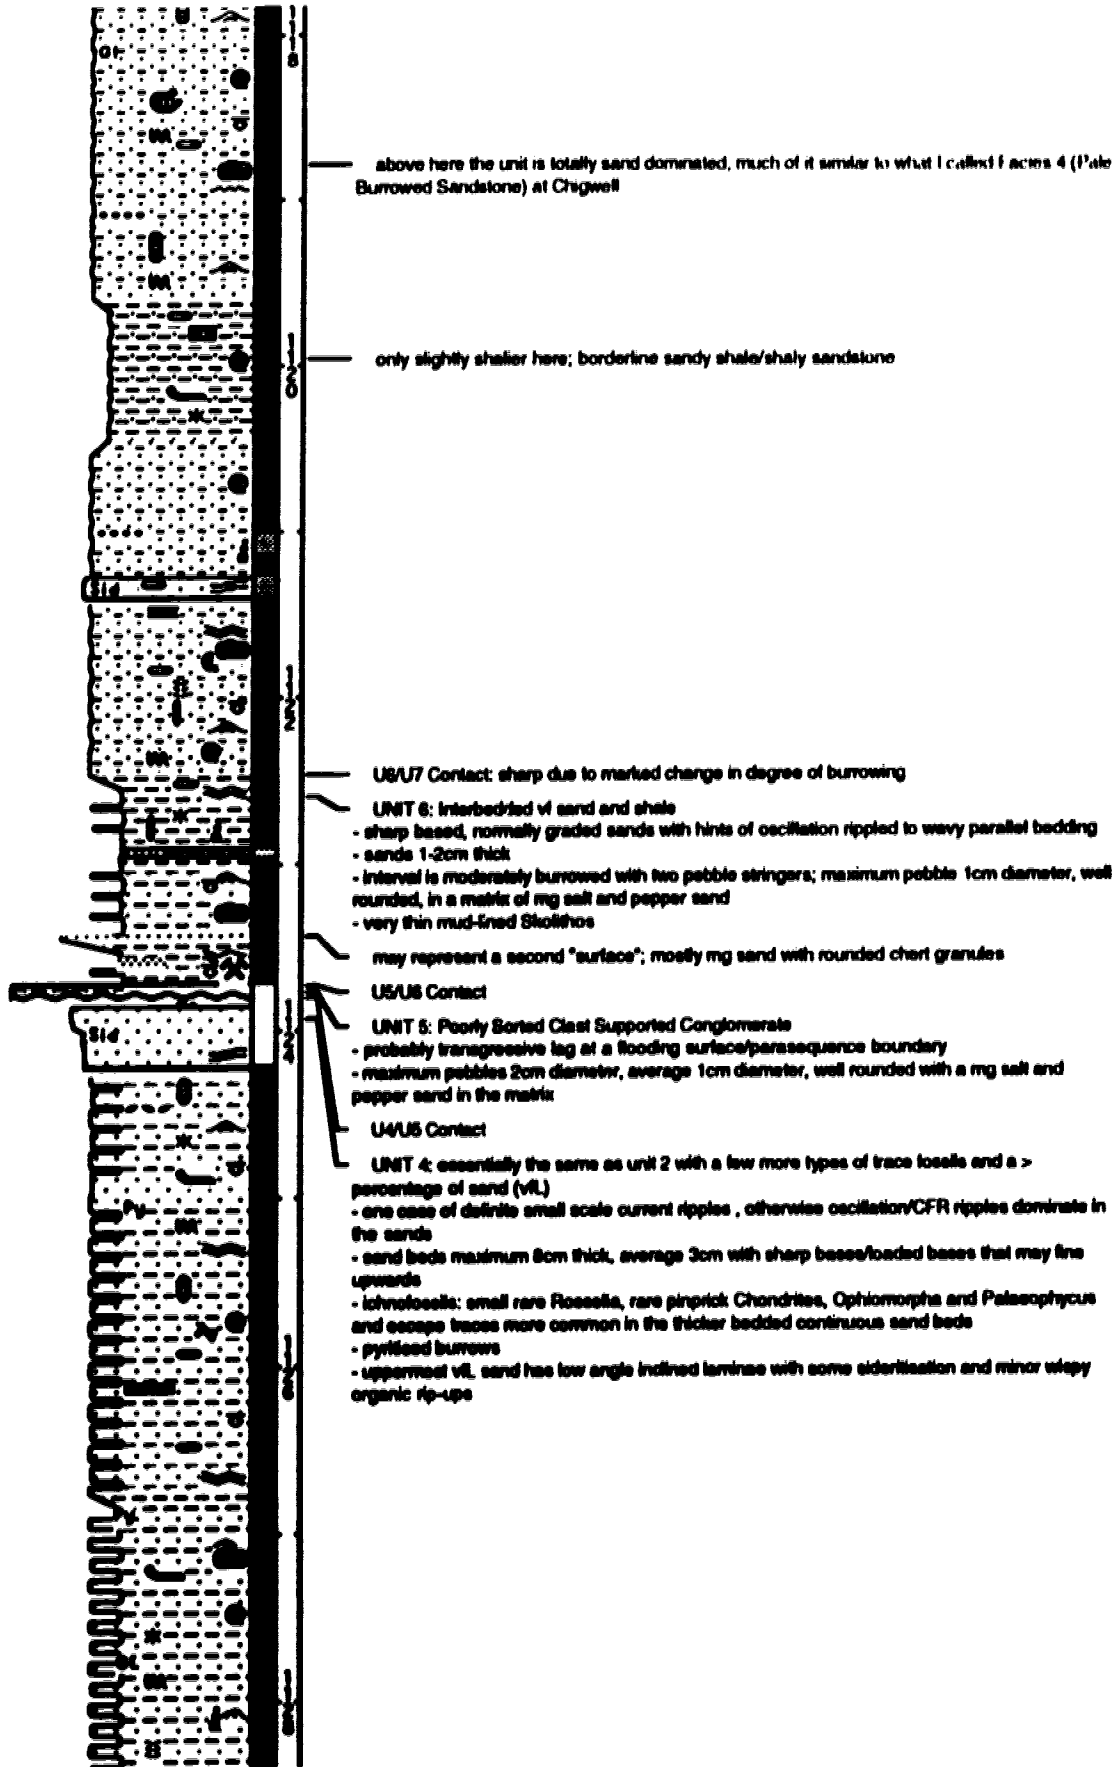 GI
1118
above here the unit is totally sand dominated, much of it similar to what I called Facies 4 (Pale
Burrowed Sandstone) at Chigwell
1120
only slightly shalier here; borderline sandy shale/shaly sandstone
Sid
1122
U6/U7 Contact: sharp due to marked change in degree of burrowing
UNIT 6: Interbedded vf sand and shale
- sharp based, normally graded sands with hints of oscillation rippled to wavy parallel bedding
- sands 1-2cm thick
- interval is moderately burrowed with two pebble stringers; maximum pebble 1cm diameter, well
rounded, in a matrix of mg salt and pepper sand
- very thin mud-lined Skolithos
may represent a second "surface"; mostly mg sand with rounded chert granules
U5/U6 Contact
1124
Sid
UNIT 5: Poorly Sorted Clast Supported Conglomerate
- probably transgressive lag at a flooding surface/parasequence boundary
- maximum pebbles 2cm diameter, average 1cm diameter, well rounded with a mg salt and
pepper sand in the matrix
U4/U5 Contact
UNIT 4: essentially the same as unit 2 with a few more types of trace fossils and a >
percentage of sand (vfL)
- one case of definite small scale current ripples , otherwise oscillation/CFR ripples dominate in
the sands
- sand beds maximum 8cm thick, average 3cm with sharp bases/loaded bases that may fine
upwards
- ichnofossils: small rare Rosselia, rare pinprick Chondrites, Ophiomorpha and Palaeophycus
and escape traces more common in the thicker bedded continuous sand beds
- pyritised burrows
- uppermost vfL sand has low angle inclined laminae with some sideritisation and minor wispy
organic rip-ups
Py
1126
1128